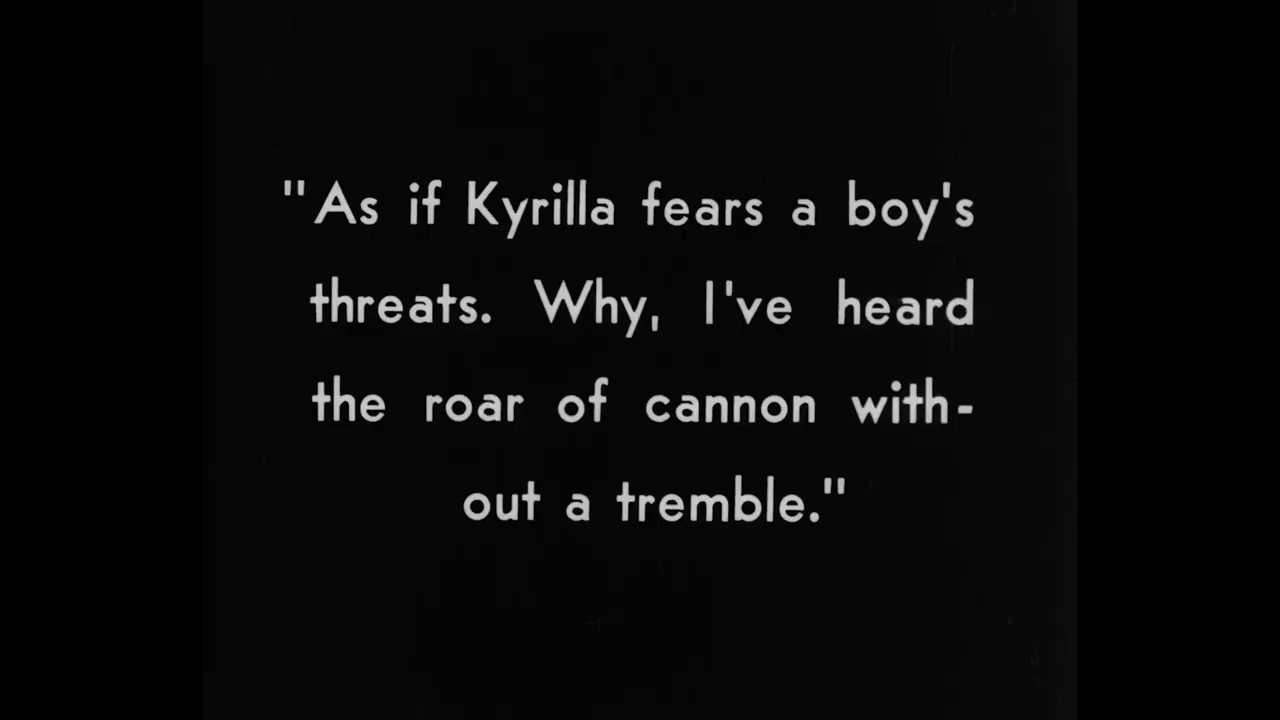 "As if Kyrilla fears a boy's
threats. Why, I've heard
the roar of cannon with-
out a tremble."